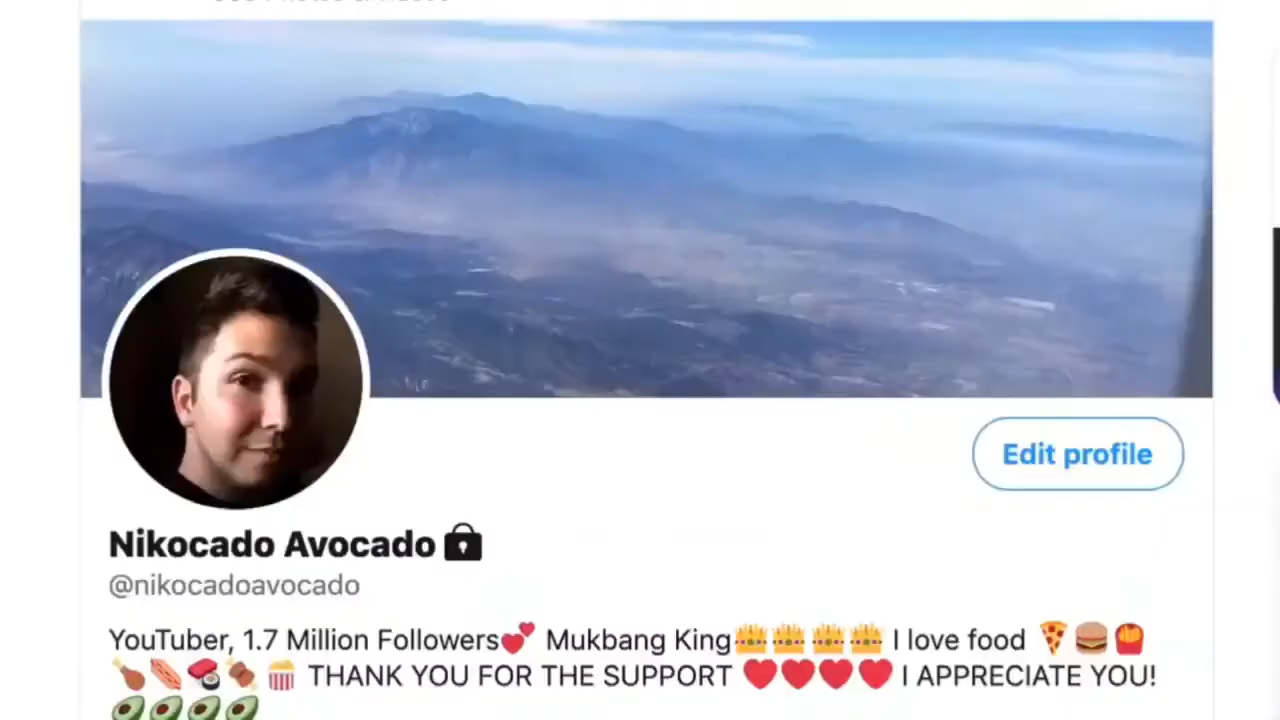 Edit profile
Nikocado Avocado🔒
@nikocadoavocado
YouTuber, 1.7 Million Followers💕 Mukbang King👑👑👑👑 I love food 🍕🍔🍟
🍗🌭🍣🍖🍿 THANK YOU FOR THE SUPPORT ❤️❤️❤️❤️ I APPRECIATE YOU!
🥑🥑🥑🥑